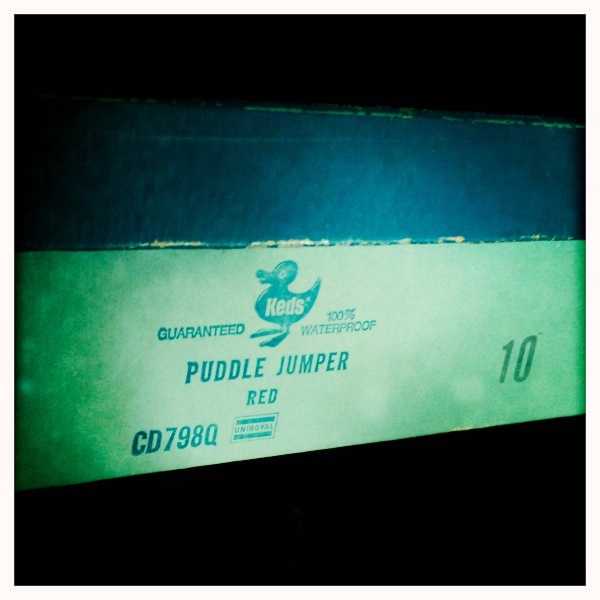 Keds
GUARANTEED 100% WATERPROOF
PUDDLE JUMPER
RED
CD798Q UNIROYAL
10